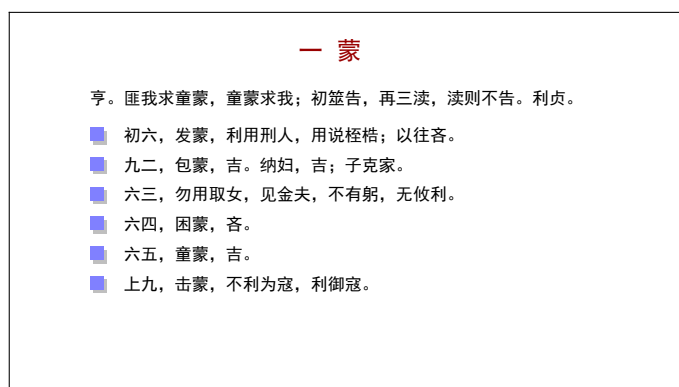 一 蒙
亨。匪我求童蒙，童蒙求我；初筮告，再三渎，渎则不告。利贞。
初六，发蒙，利用刑人，用说桎梏；以往吝。
九二，包蒙，吉。纳妇，吉；子克家。
六三，勿用取女，见金夫，不有躬，无攸利。
六四，困蒙，吝。
六五，童蒙，吉。
上九，击蒙，不利为寇，利御寇。